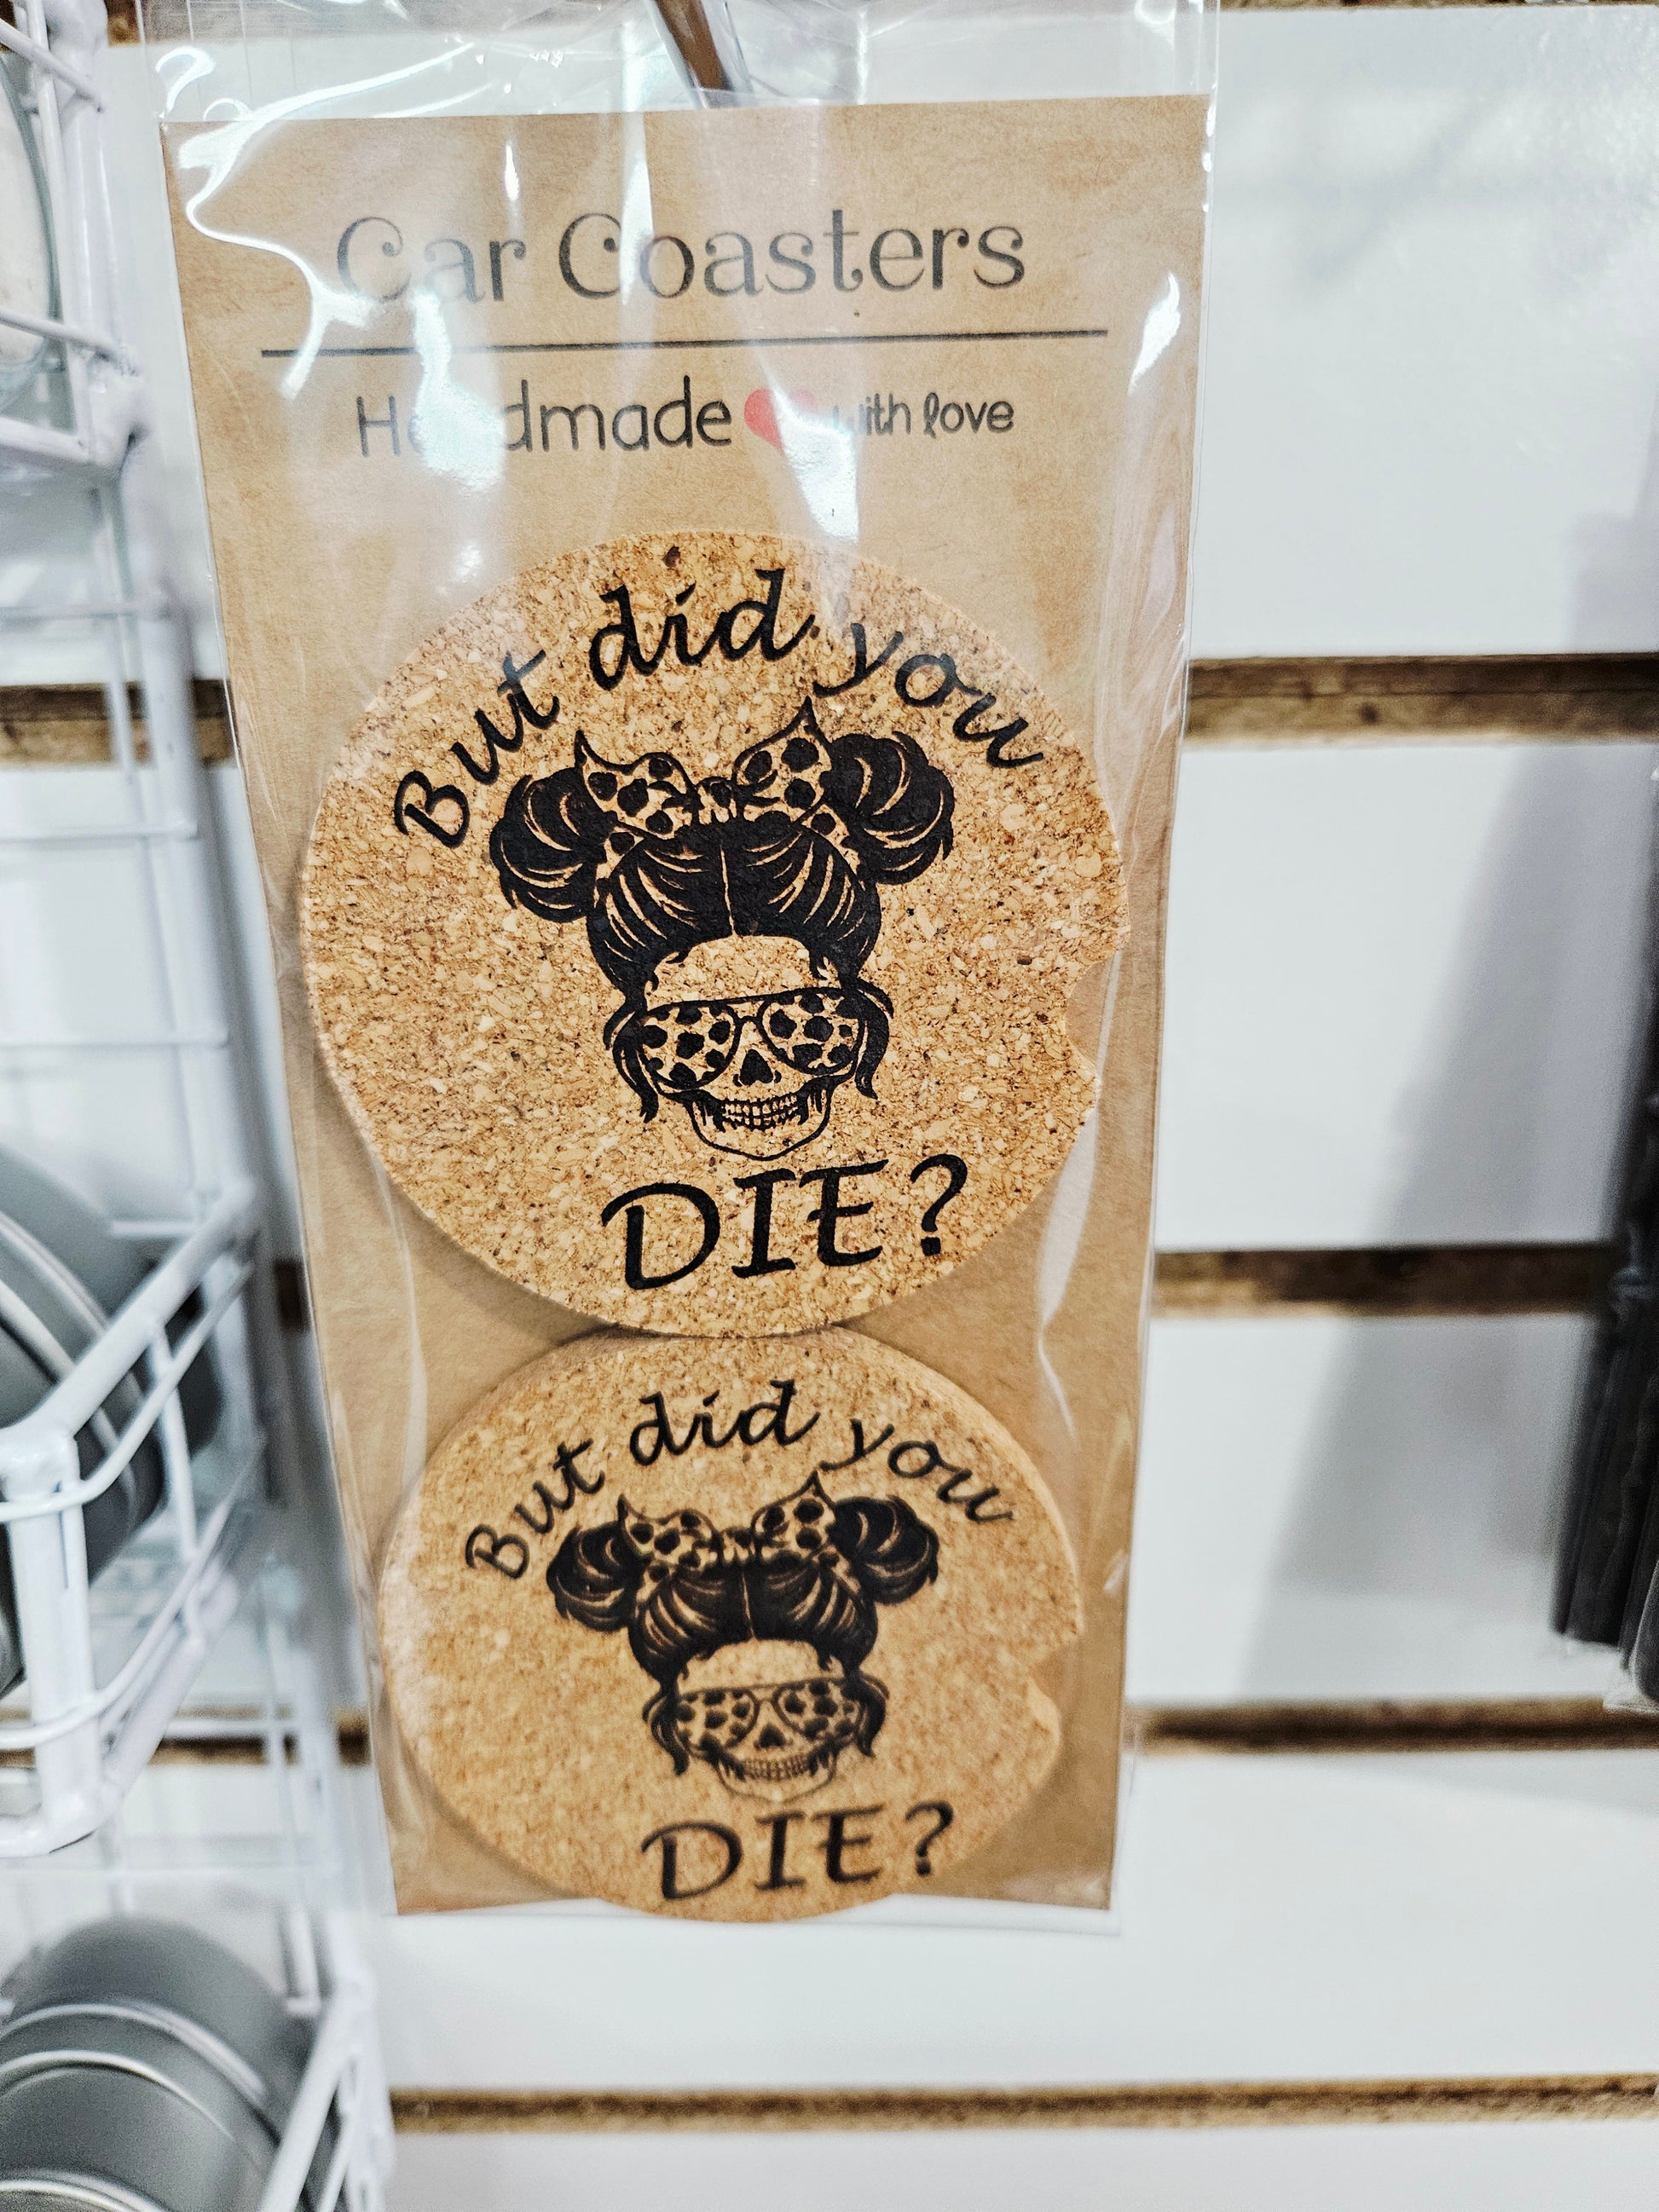 Car Coasters
Handmade with love
But did you
DIE?
But did you
DIE?